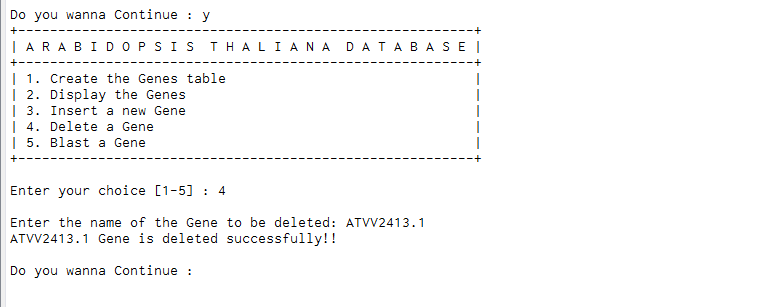 Do you wanna Continue : y
+---------------------------------------------------------+
| A R A B I D O P S I S  T H A L I A N A  D A T A B A S E |
+---------------------------------------------------------+
| 1. Create the Genes table                               |
| 2. Display the Genes                                    |
| 3. Insert a new Gene                                    |
| 4. Delete a Gene                                        |
| 5. Blast a Gene                                         |
+---------------------------------------------------------+
Enter your choice [1-5] : 4
Enter the name of the Gene to be deleted: ATVV2413.1
ATVV2413.1 Gene is deleted successfully!!
Do you wanna Continue :